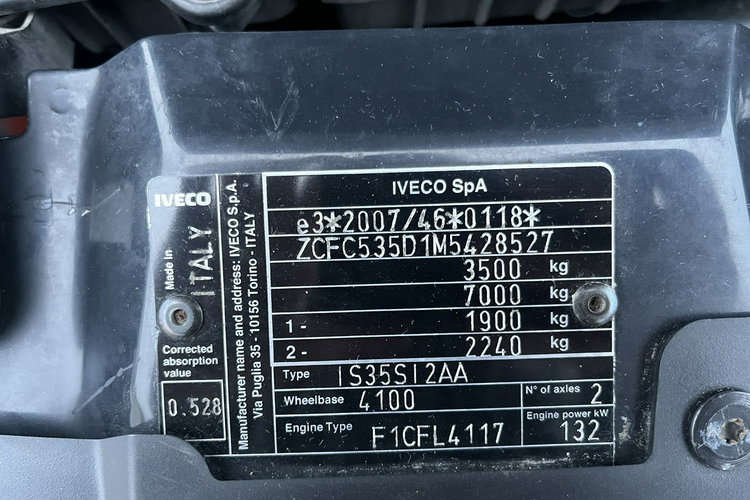 IVECO
Made in ITALY
Corrected
absorption
value
0.528
Manufacturer name and address: IVECO S.p.A.
Via Puglia 35 - 10156 Torino - ITALY
IVECO SpA
e3*2007/46*0118*
ZCFC535D1M5428527
3500 kg
7000 kg
1- 1900 kg
2- 2240 kg
Type IS35SI2AA
Wheelbase 4100 N° of axles 2
Engine Type F1CFL4117 Engine power kW 132